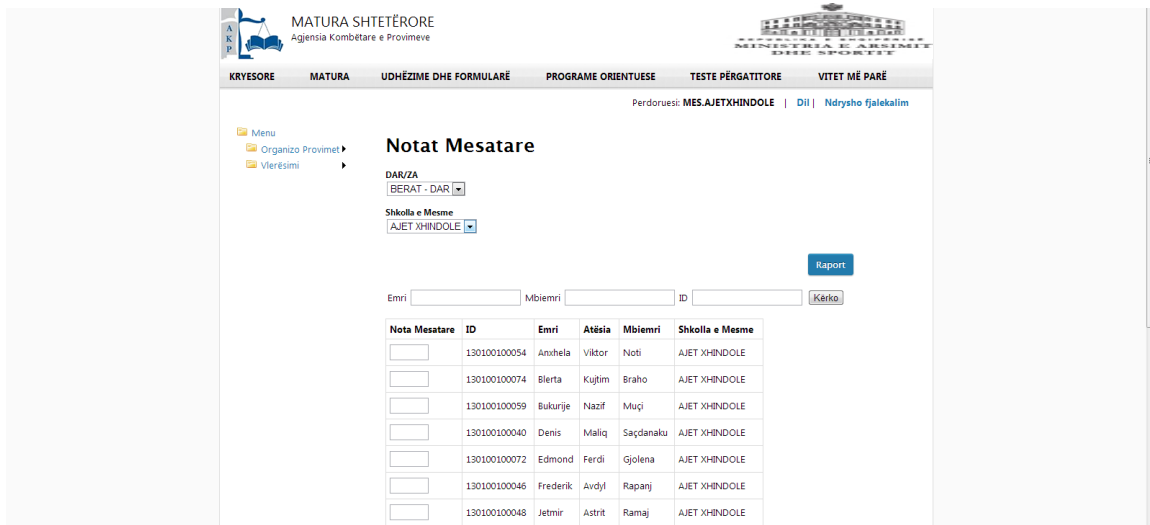 A
K
P
MATURA SHTETËRORE
Agjensia Kombëtare e Provimeve
REPUBLIKA E SHQIPËRISË
MINISTRIA E ARSIMIT
DHE SPORTIT
KRYESORE MATURA UDHËZIME DHE FORMULARË PROGRAME ORIENTUESE TESTE PËRGATITORE VITET MË PARË
Perdoruesi: MES.AJETXHINDOLE | Dil | Ndrysho fjalekalim
Menu
Organizo Provimet
Vlerësimi
Notat Mesatare
DAR/ZA
BERAT - DAR
Shkolla e Mesme
AJET XHINDOLE
Raport
Emri Mbiemri ID Kërko
Nota Mesatare ID Emri Atësia Mbiemri Shkolla e Mesme
130100100054 Anxhela Viktor Noti AJET XHINDOLE
130100100074 Blerta Kujtim Braho AJET XHINDOLE
130100100059 Bukurije Nazif Muçi AJET XHINDOLE
130100100040 Denis Maliq Saçdanaku AJET XHINDOLE
130100100072 Edmond Ferdi Gjolena AJET XHINDOLE
130100100046 Frederik Avdyl Rapanj AJET XHINDOLE
130100100048 Jetmir Astrit Ramaj AJET XHINDOLE